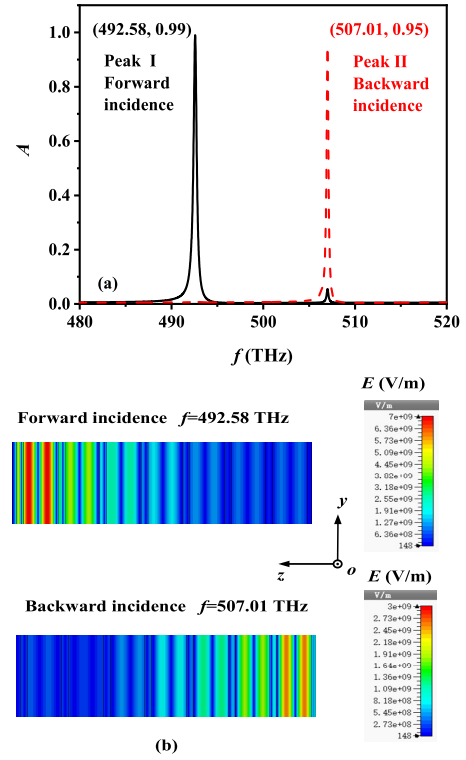 (492.58, 0.99)
(507.01, 0.95)
Peak I
Forward
incidence
Peak II
Backward
incidence
1.0
0.8
0.6
0.4
0.2
0.0
A
(a)
480
490
500
510
520
f (THz)
E (V/m)
Forward incidence f=492.58 THz
V/m
7e+09
6.36e+09
5.73e+09
5.09e+09
4.45e+09
3.82e+09
3.18e+09
2.55e+09
1.91e+09
1.27e+09
6.36e+08
148
y
z
o
E (V/m)
Backward incidence f=507.01 THz
V/m
3e+09
2.73e+09
2.45e+09
2.18e+09
1.91e+09
1.64e+09
1.36e+09
1.09e+09
8.18e+08
5.45e+08
2.73e+08
148
(b)